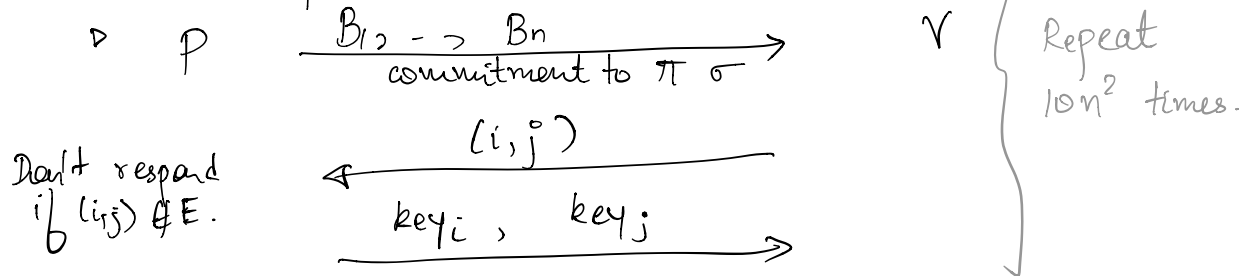 ▷ P B1, - - , Bn V
commitment to π σ
(i, j)
Don't respond
if (i,j) ∉ E.
keyi , keyj
Repeat
10n² times.